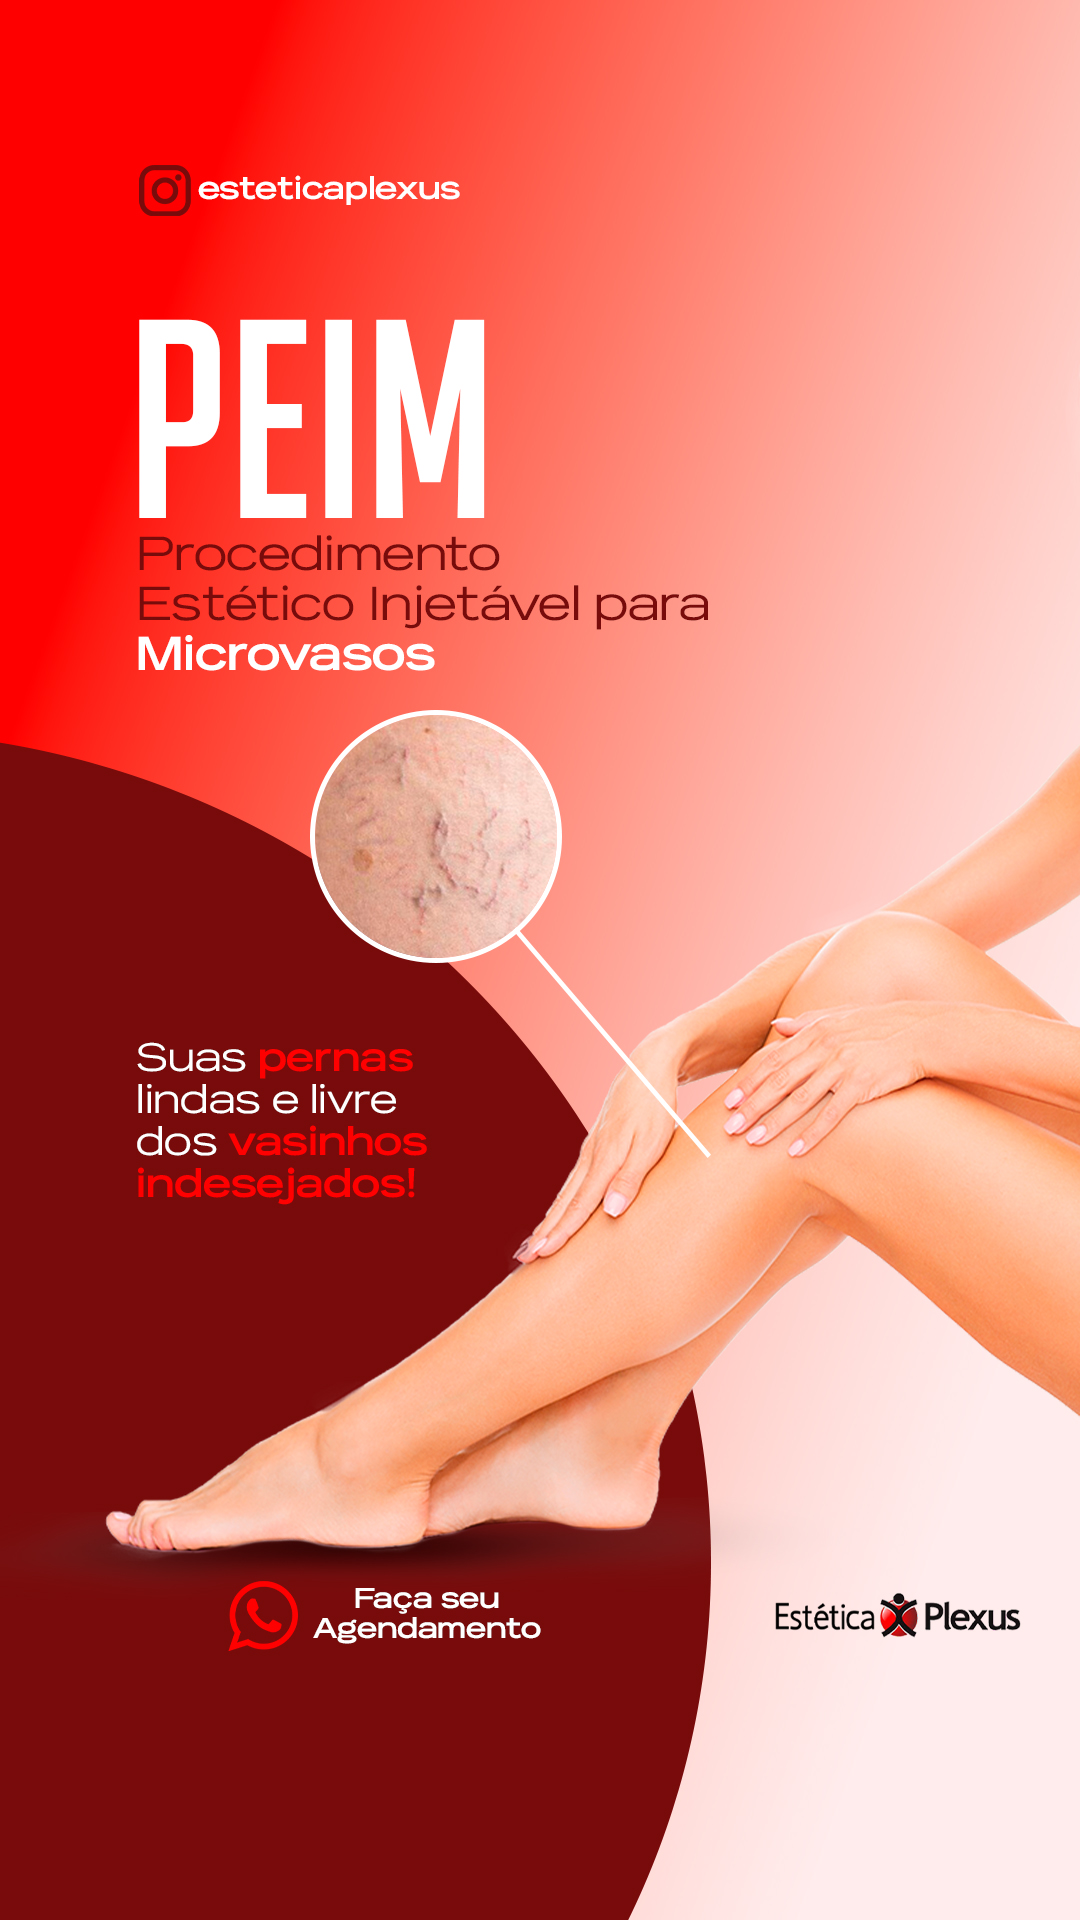 esteticaplexus
PEIM
Procedimento
Estético Injetável para
Microvasos
Suas pernas
lindas e livre
dos vasinhos
indesejados!
Faça seu
Agendamento
Estética Plexus